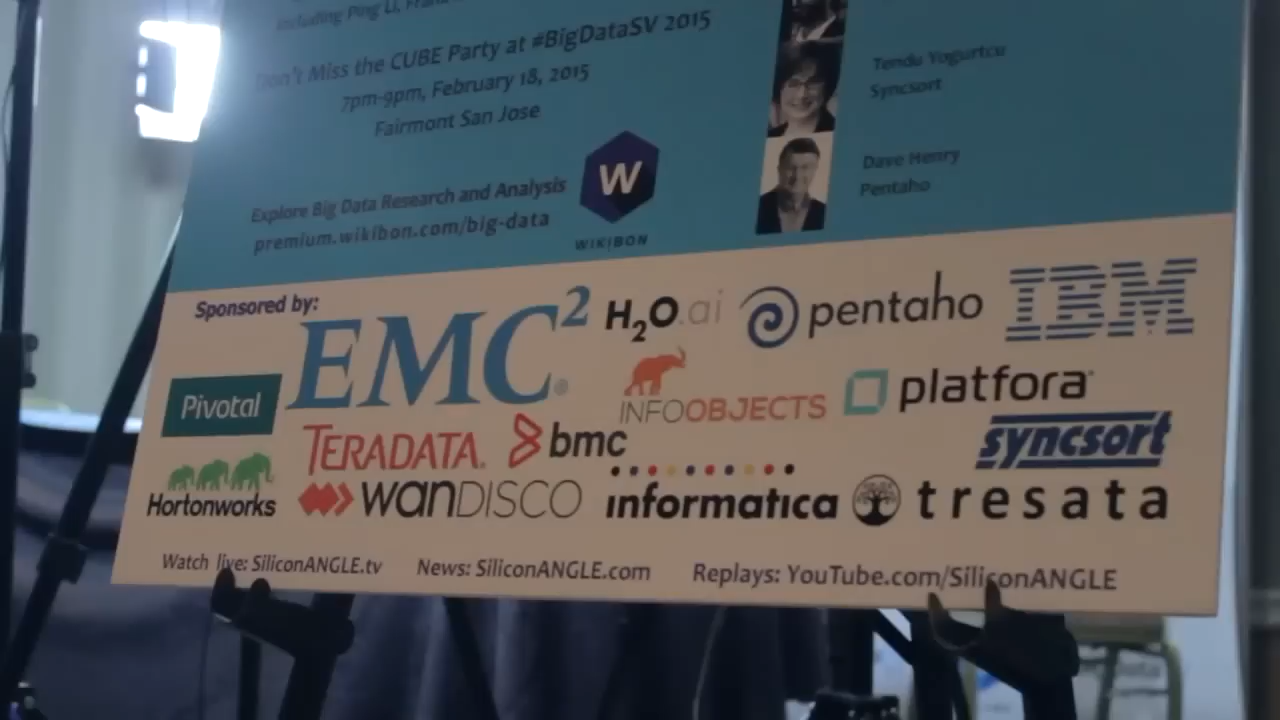 including Ping Li,
Don't Miss the CUBE Party at #BigDataSV 2015
7pm-9pm, February 18, 2015
Fairmont San Jose
Explore Big Data Research and Analysis
premium.wikibon.com/big-data
W
WIKIBON
Tendu Yogurtcu
Syncsort
Dave Henry
Pentaho
Sponsored by:
EMC²
H₂O.ai
pentaho
IBM
Pivotal
INFOOBJECTS
platfora
TERADATA
bmc
syncsort
Hortonworks
WANDISCO
informatica
tresata
Watch live: SiliconANGLE.tv
News: SiliconANGLE.com
Replays: YouTube.com/SiliconANGLE